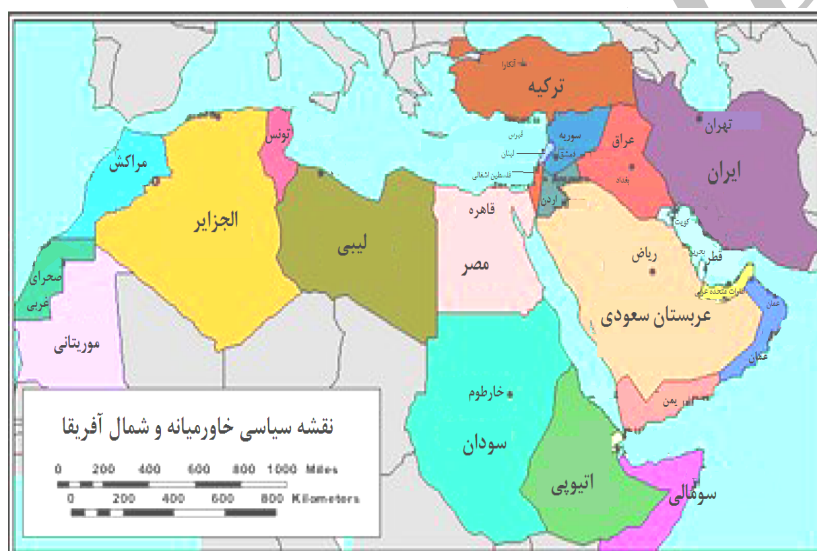 ترکیه
آنکارا
تونس
مراکش
الجزایر
لیبی
صحرای
غربی
موریتانی
قاهره
مصر
قبرس
لبنان
فلسطین اشغالی
سوریه
دمشق
اردن
عراق
بغداد
تهران
ایران
کویت
بحرین
قطر
ریاض
عربستان سعودی
امارات متحده عربی
عمان
عمان
یمن
خارطوم
سودان
اتیوپی
سومالی
نقشه سیاسی خاورمیانه و شمال آفریقا
0 200 400 600 800 1000 Miles
0 200 400 600 800 Kilometers